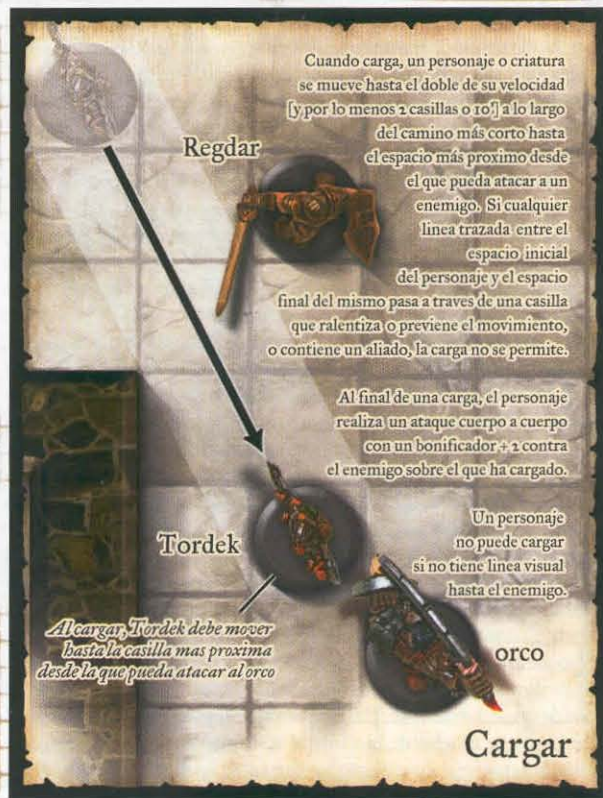 Cuando carga, un personaje o criatura
se mueve hasta el doble de su velocidad
[y por lo menos 2 casillas o 10'] a lo largo
del camino más corto hasta
el espacio más proximo desde
el que pueda atacar a un
enemigo. Si cualquier
linea trazada entre el
espacio inicial
del personaje y el espacio
final del mismo pasa a traves de una casilla
que ralentiza o previene el movimiento,
o contiene un aliado, la carga no se permite.
Regdar
Al final de una carga, el personaje
realiza un ataque cuerpo a cuerpo
con un bonificador + 2 contra
el enemigo sobre el que ha cargado.
Un personaje
no puede cargar
si no tiene linea visual
hasta el enemigo.
Tordek
Al cargar, Tordek debe mover
hasta la casilla mas proxima
desde la que pueda atacar al orco
orco
Cargar